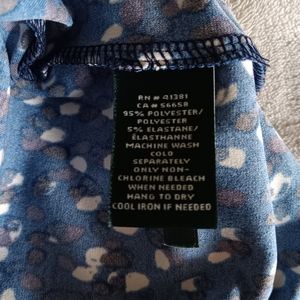 RN # 41381
CA # 56658
95% POLYESTER/
POLYESTER
5% ELASTANE/
ÉLASTHANNE
MACHINE WASH
COLD
SEPARATELY
ONLY NON-
CHLORINE BLEACH
WHEN NEEDED
HANG TO DRY
COOL IRON IF NEEDED